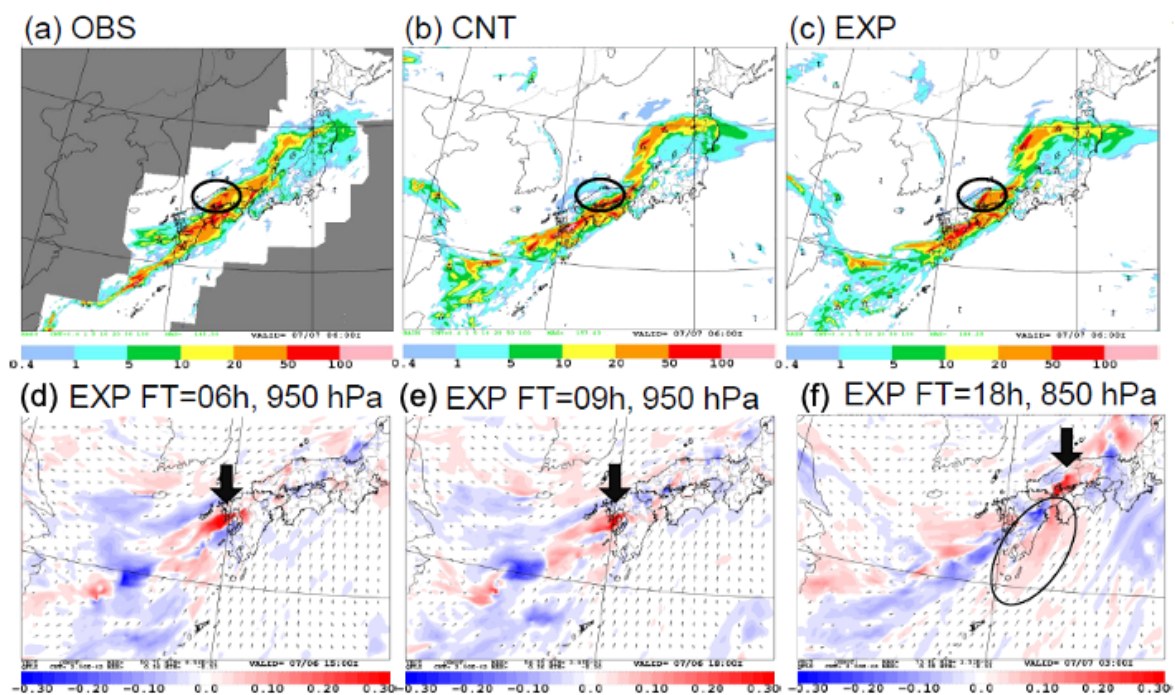 (a) OBS
(b) CNT
(c) EXP
VALID= 07/07 06:00z
VALID= 07/07 06:00z
VALID= 07/07 06:00z
0.4 1 5 10 20 50 100
0.4 1 5 10 20 50 100
0.4 1 5 10 20 50 100
(d) EXP FT=06h, 950 hPa
(e) EXP FT=09h, 950 hPa
(f) EXP FT=18h, 850 hPa
VALID= 07/06 15:00z
VALID= 07/06 18:00z
VALID= 07/07 03:00z
−0.30 −0.20 −0.10 0.0 0.10 0.20 0.30
−0.30 −0.20 −0.10 0.0 0.10 0.20 0.30
−0.30 −0.20 −0.10 0.0 0.10 0.20 0.30